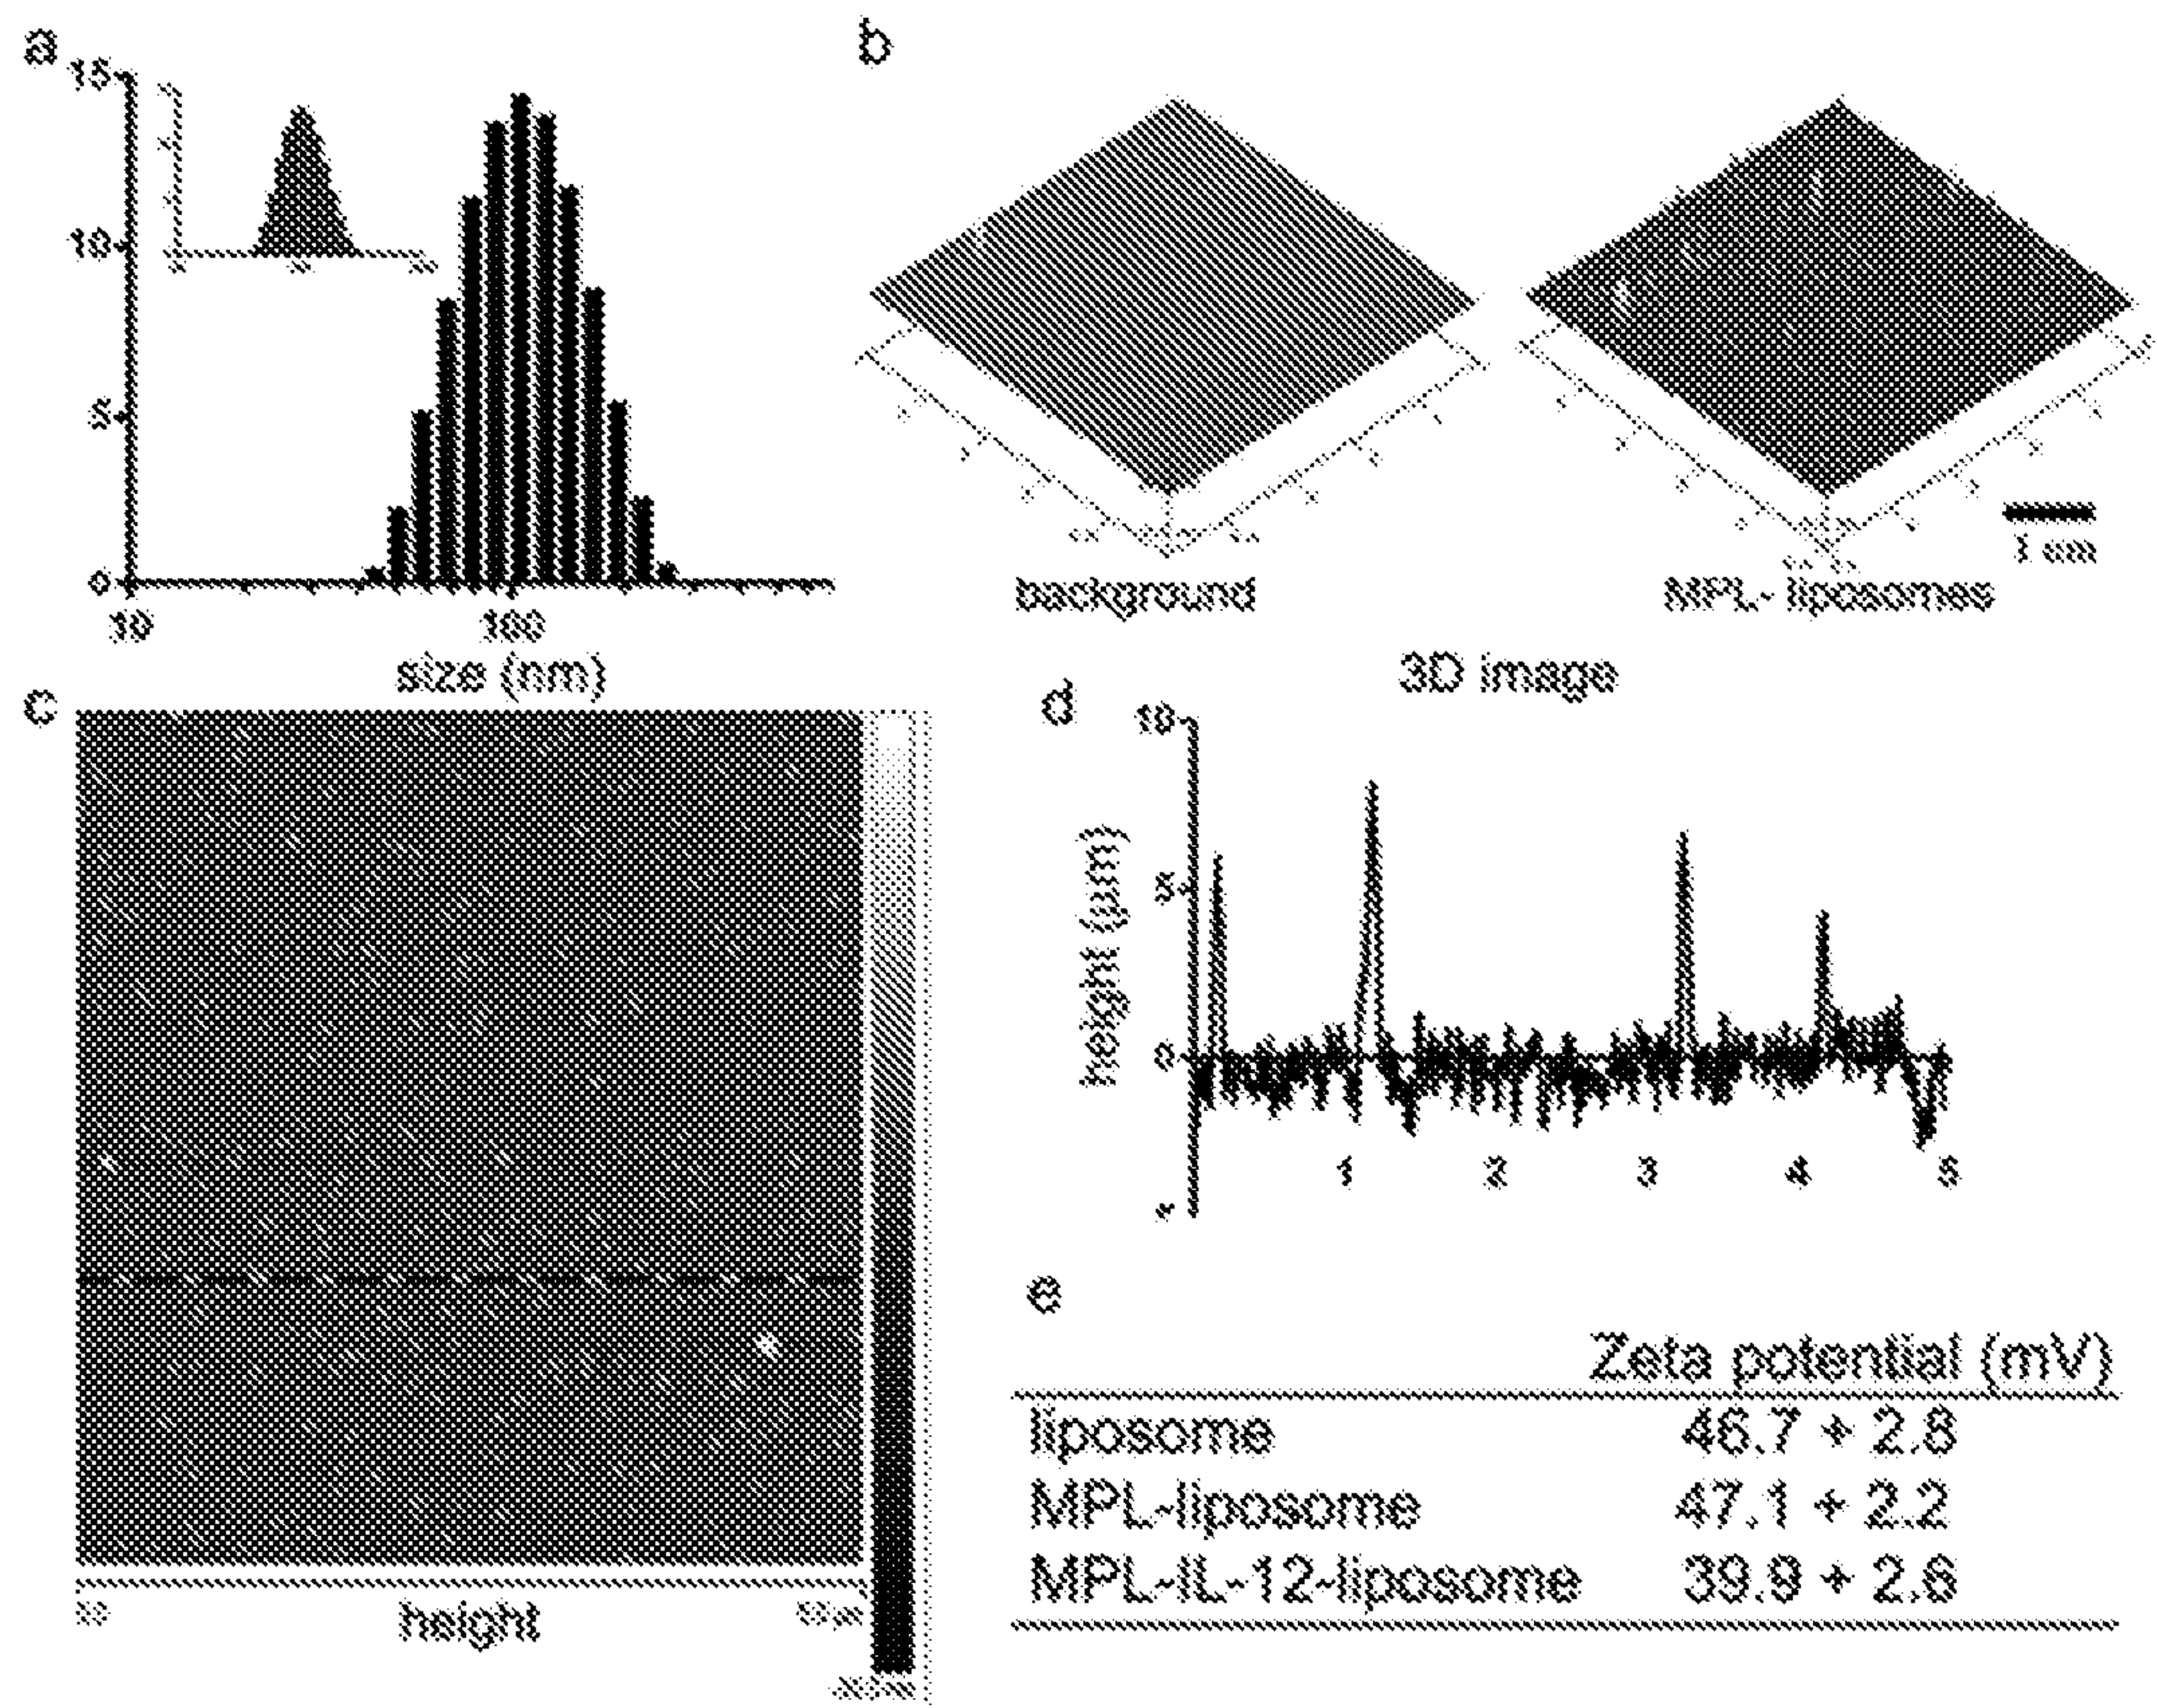 a
15
10
5
0
10
100
size (nm)
b
background
MPL- liposomes
3D image
c
height
d
10
5
0
height (µm)
1 2 3 4 5
e
Zeta potential (mV)
liposome 46.7 + 2.8
MPL-liposome 47.1 + 2.2
MPL-IL-12-liposome 39.9 + 2.6